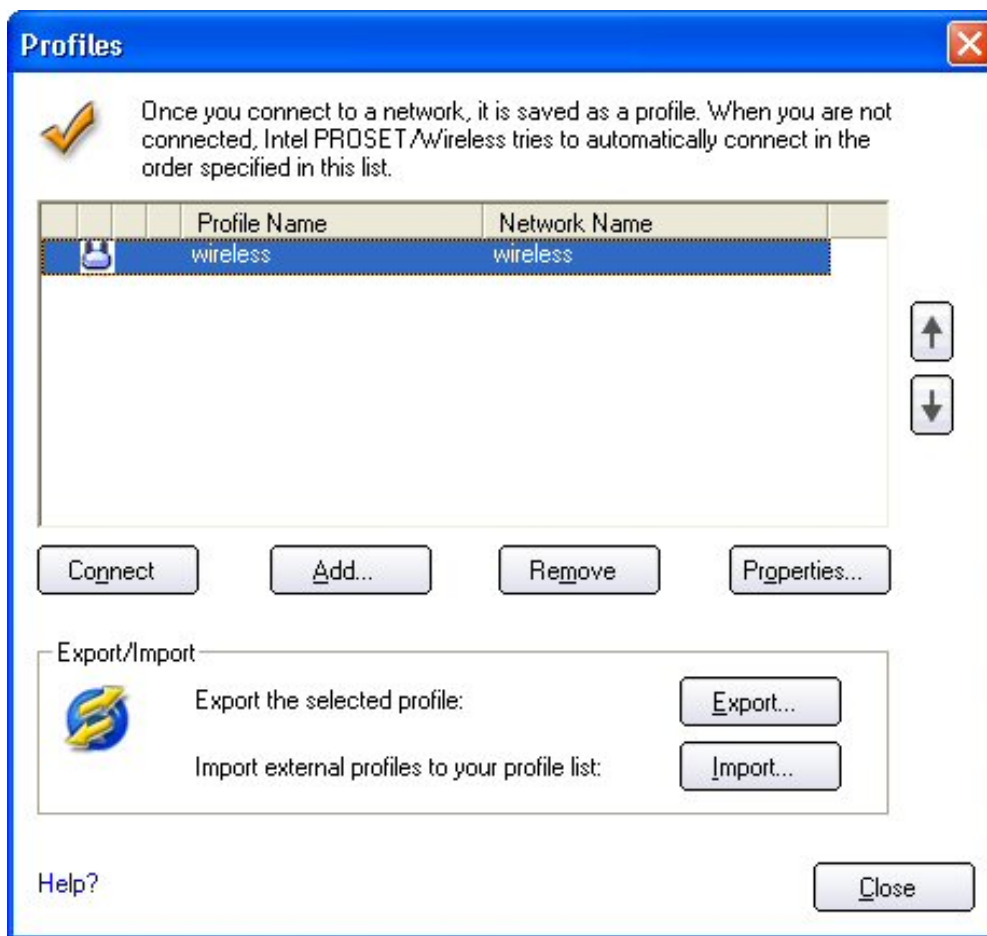 Profiles
Once you connect to a network, it is saved as a profile. When you are not
connected, Intel PROSET/Wireless tries to automatically connect in the
order specified in this list.
Profile Name Network Name
wireless wireless
Connect Add... Remove Properties...
Export/Import
Export the selected profile: Export...
Import external profiles to your profile list: Import...
Help? Close